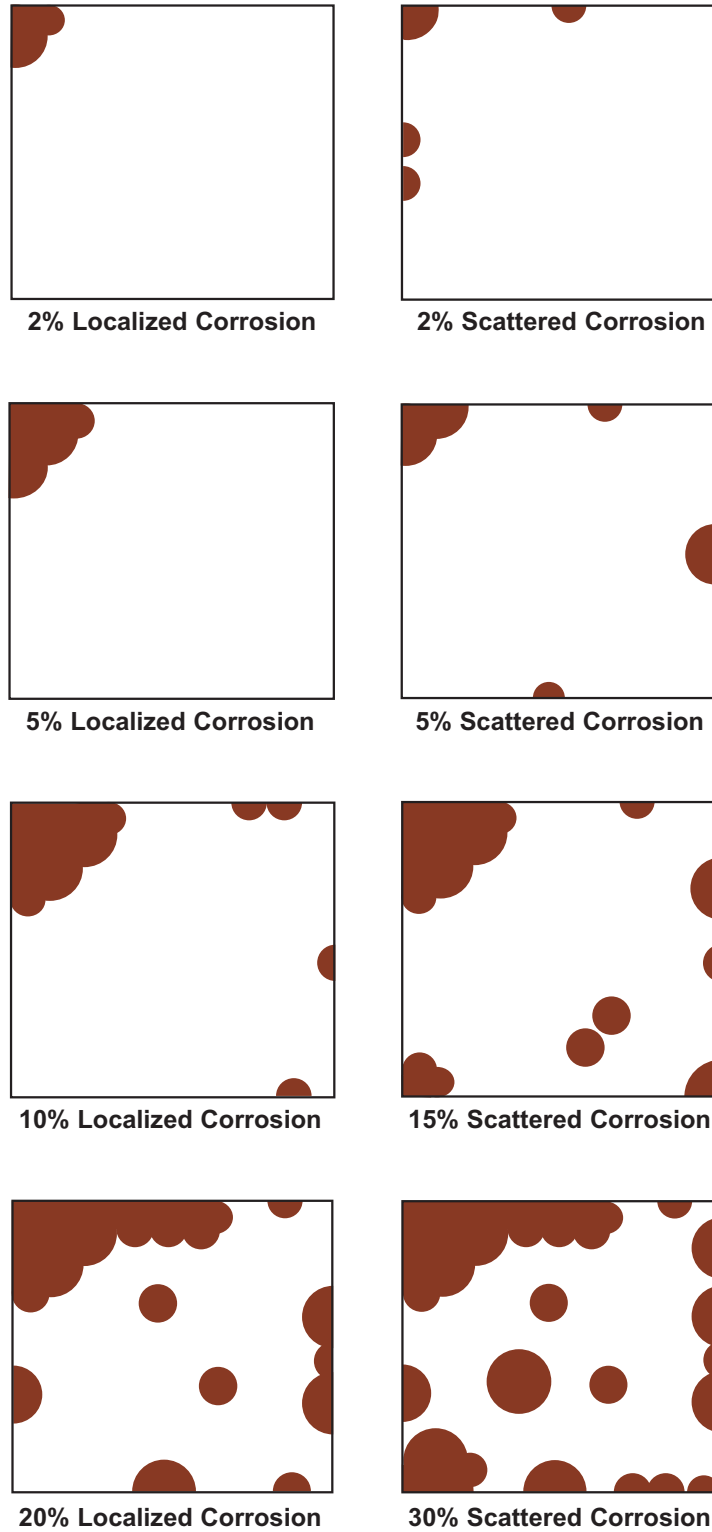 2% Localized Corrosion
2% Scattered Corrosion
5% Localized Corrosion
5% Scattered Corrosion
10% Localized Corrosion
15% Scattered Corrosion
20% Localized Corrosion
30% Scattered Corrosion